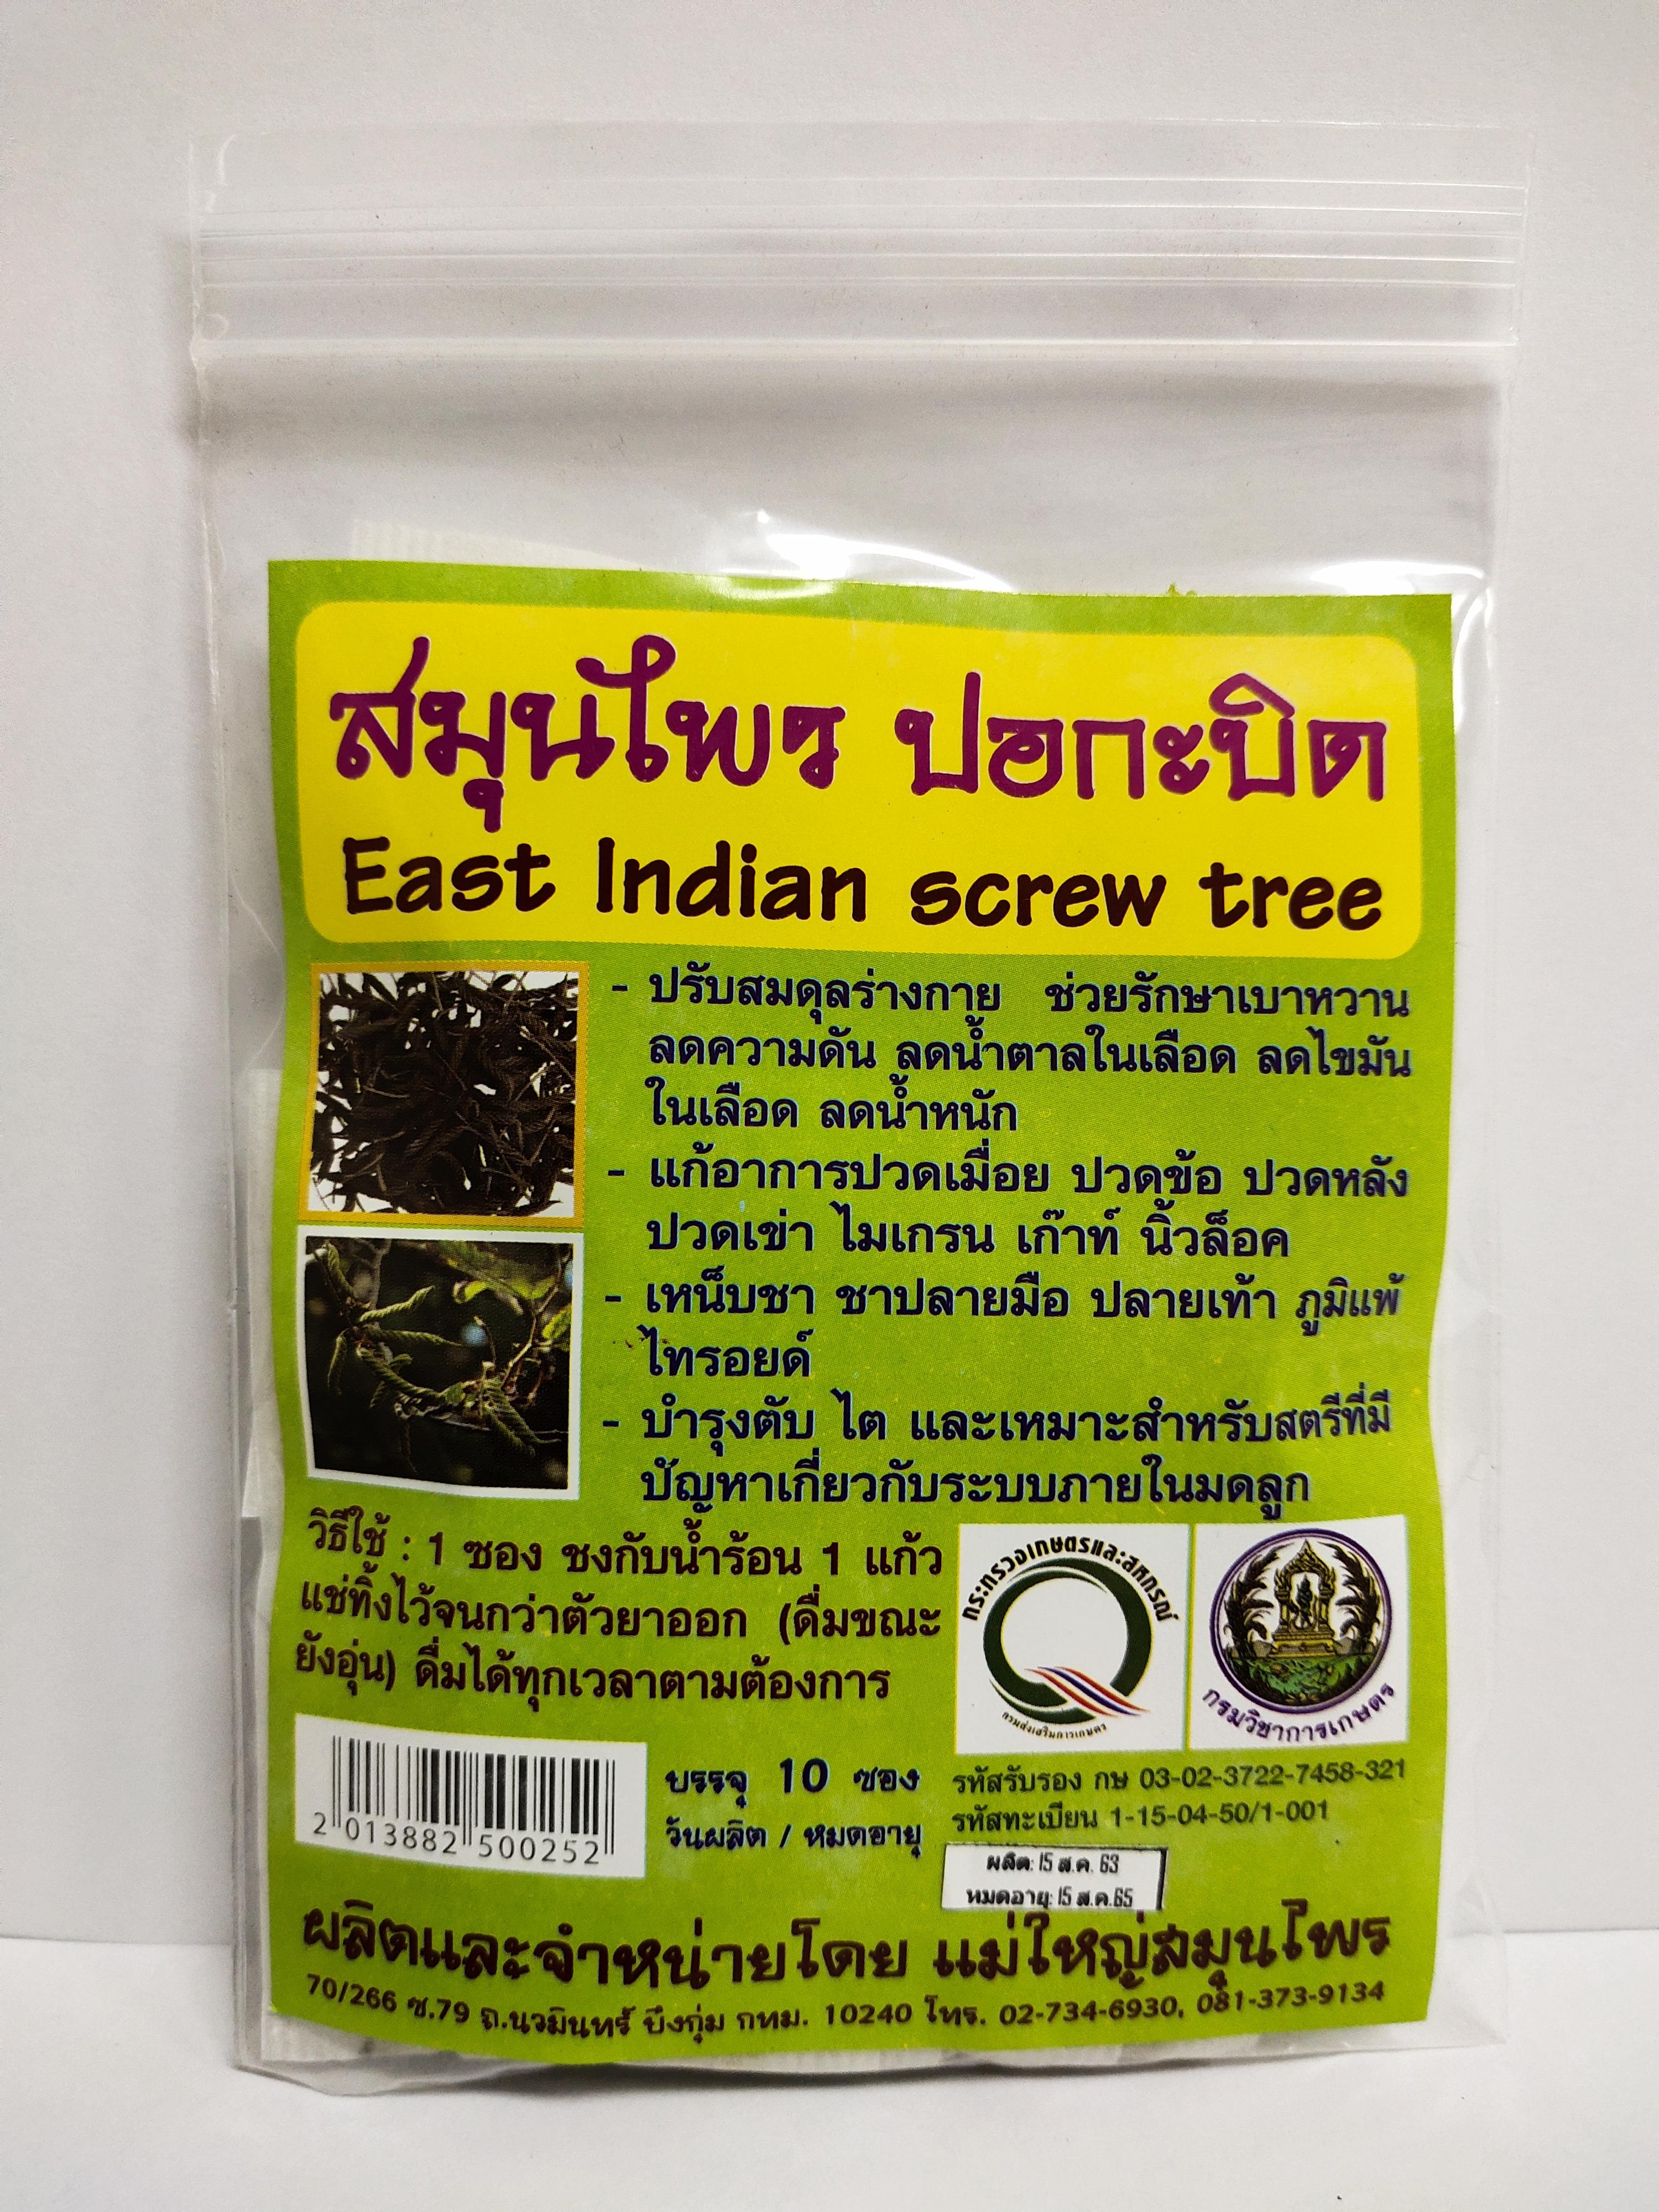 สมุนไพร ปอกะบิด
East Indian screw tree
- ปรับสมดุลร่างกาย ช่วยรักษาเบาหวาน
ลดความดัน ลดน้ำตาลในเลือด ลดไขมัน
ในเลือด ลดน้ำหนัก
- แก้อาการปวดเมื่อย ปวดข้อ ปวดหลัง
ปวดเข่า ไมเกรน เก๊าท์ นิ้วล็อค
- เหน็บชา ชาปลายมือ ปลายเท้า ภูมิแพ้
ไทรอยด์
- บำรุงตับ ไต และเหมาะสำหรับสตรีที่มี
ปัญหาเกี่ยวกับระบบภายในมดลูก
วิธีใช้ : 1 ซอง ชงกับน้ำร้อน 1 แก้ว
แช่ทิ้งไว้จนกว่าตัวยาออก (ดื่มขณะ
ยังอุ่น) ดื่มได้ทุกเวลาตามต้องการ
กระทรวงเกษตรและสหกรณ์
Q
กรมส่งเสริมการเกษตร
กรมวิชาการเกษตร
2 013882 500252
บรรจุ 10 ซอง
วันผลิต / หมดอายุ
รหัสรับรอง กษ 03-02-3722-7458-321
รหัสทะเบียน 1-15-04-50/1-001
ผลิต: 15 ส.ค. 63
หมดอายุ: 15 ส.ค.65
ผลิตและจำหน่ายโดย แม่ใหญ่สมุนไพร
70/266 ซ.79 ถ.นวมินทร์ บึงกุ่ม กทม. 10240 โทร. 02-734-6930, 081-373-9134